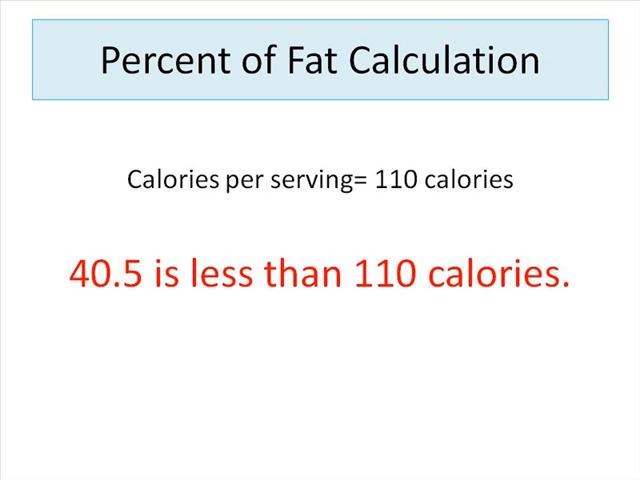 Percent of Fat Calculation
Calories per serving= 110 calories
40.5 is less than 110 calories.